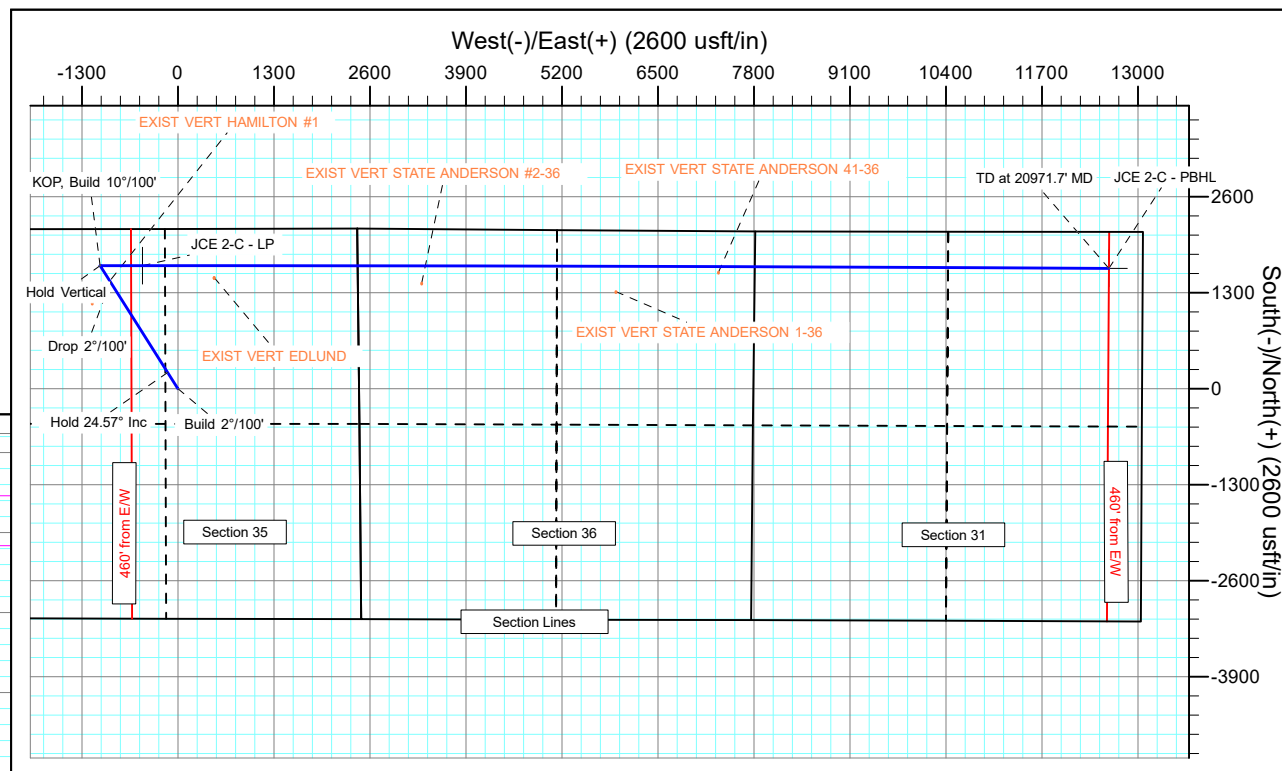 West(-)/East(+) (2600 usft/in)
-1300 0 1300 2600 3900 5200 6500 7800 9100 10400 11700 13000
EXIST VERT HAMILTON #1
EXIST VERT STATE ANDERSON #2-36
EXIST VERT STATE ANDERSON 41-36
KOP, Build 10°/100'
TD at 20971.7' MD
JCE 2-C - PBHL
2600
JCE 2-C - LP
Hold Vertical
1300
EXIST VERT STATE ANDERSON 1-36
Drop 2°/100'
EXIST VERT EDLUND
0
Hold 24.57° Inc
Build 2°/100'
South(-)/North(+) (2600 usft/in)
-1300
460' from E/W
Section 35
Section 36
Section 31
460' from E/W
-2600
Section Lines
-3900